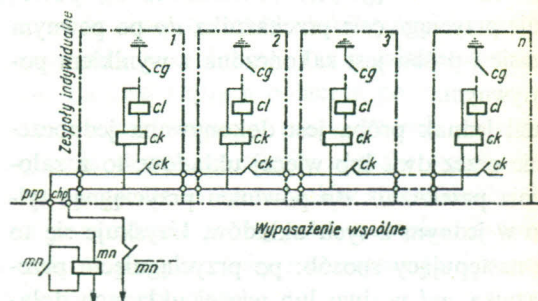 Zespoły indywidualne
1 2 3 n
cg cg cg cg
cl cl cl cl
ck ck ck ck
ck ck ck ck
prp chp
Wyposażenie wspólne
mn mn mn